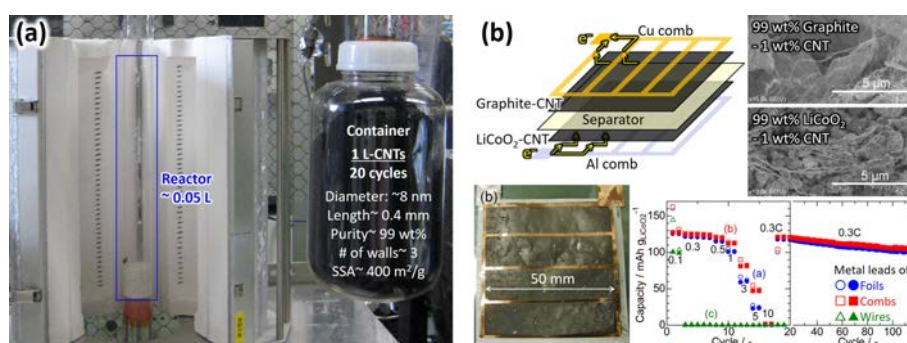 (a)
Reactor
~ 0.05 L
Container
1 L-CNTs
20 cycles
Diameter: ~8 nm
Length~ 0.4 mm
Purity~ 99 wt%
# of walls~ 3
SSA~ 400 m²/g
(b)
e⁻
Cu comb
Graphite-CNT
Separator
LiCoO₂-CNT
e⁻
Al comb
99 wt% Graphite
- 1 wt% CNT
5 μm
99 wt% LiCoO₂
- 1 wt% CNT
5 μm
(b)
50 mm
Capacity / mAh g LiCoO₂ ⁻¹
150
100
50
0
0.1
0.3
0.5
1
3
5
10
(b)
(a)
(c)
0.3C
0.3C
Metal leads of
Foils
Combs
Wires
0
5
10
15
20
40
60
80
100
Cycle / -
Cycle / -